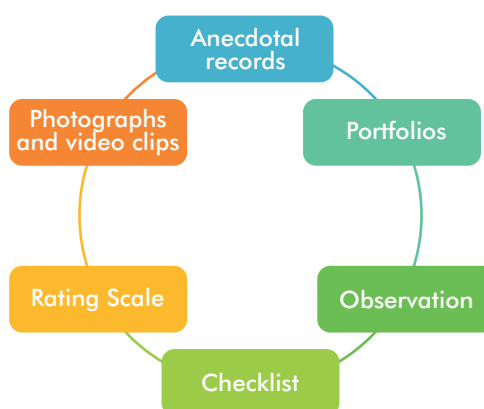 Anecdotal
records
Portfolios
Observation
Checklist
Rating Scale
Photographs
and video clips